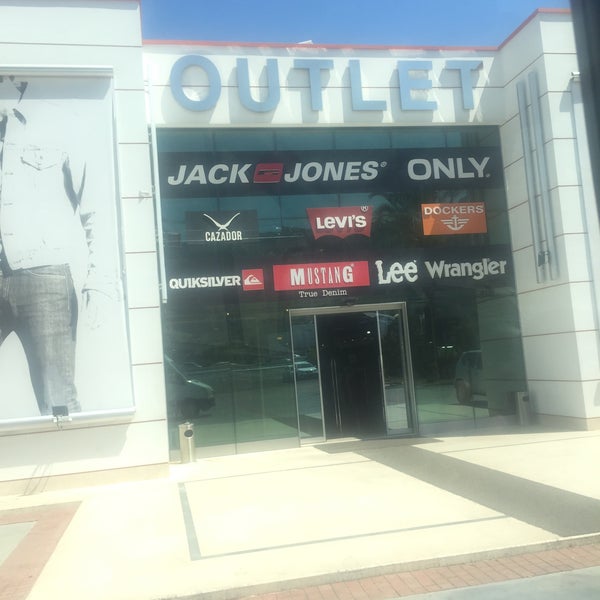 OUTLET
JACK JONES® ONLY®
CAZADOR LEVI'S® DOCKERS
QUIKSILVER MUSTANG Lee Wrangler
True Denim